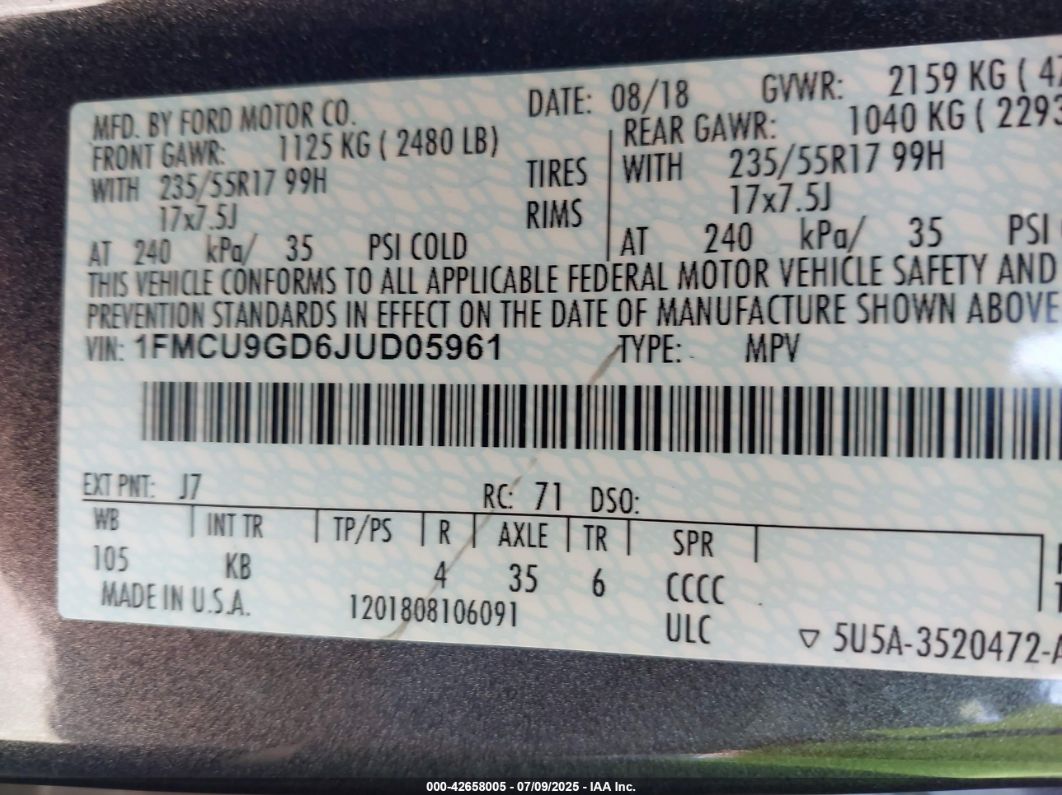 MFD. BY FORD MOTOR CO. DATE: 08/18 GVWR: 2159 KG ( 47
FRONT GAWR: 1125 KG ( 2480 LB) REAR GAWR: 1040 KG ( 2293
WITH 235/55R17 99H TIRES WITH 235/55R17 99H
17x7.5J RIMS 17x7.5J
AT 240 kPa/ 35 PSI COLD AT 240 kPa/ 35 PSI
THIS VEHICLE CONFORMS TO ALL APPLICABLE FEDERAL MOTOR VEHICLE SAFETY AND
PREVENTION STANDARDS IN EFFECT ON THE DATE OF MANUFACTURE SHOWN ABOVE
VIN: 1FMCU9GD6JUD05961 TYPE: MPV
EXT PNT: J7 RC: 71 DSO:
WB INT TR TP/PS R AXLE TR SPR
105 KB 4 35 6 CCCC
MADE IN U.S.A. 1201808106091 ULC ▽ 5U5A-3520472-A
000-42658005 - 07/09/2025 - IAA Inc.